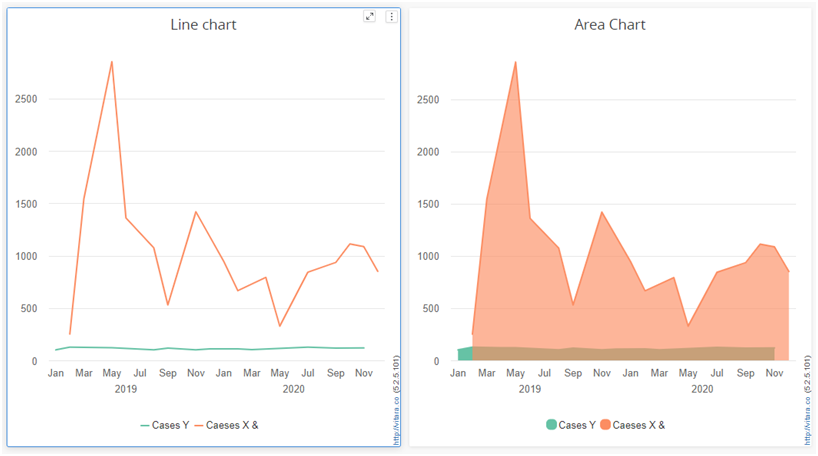 Line chart
2500
2000
1500
1000
500
0
Jan Mar May Jul Sep Nov Jan Mar May Jul Sep Nov
2019 2020
Cases Y Caeses X &
http://vitara.co (5.2.5.101)
Area Chart
2500
2000
1500
1000
500
0
Jan Mar May Jul Sep Nov Jan Mar May Jul Sep Nov
2019 2020
Cases Y Caeses X &
http://vitara.co (5.2.5.101)